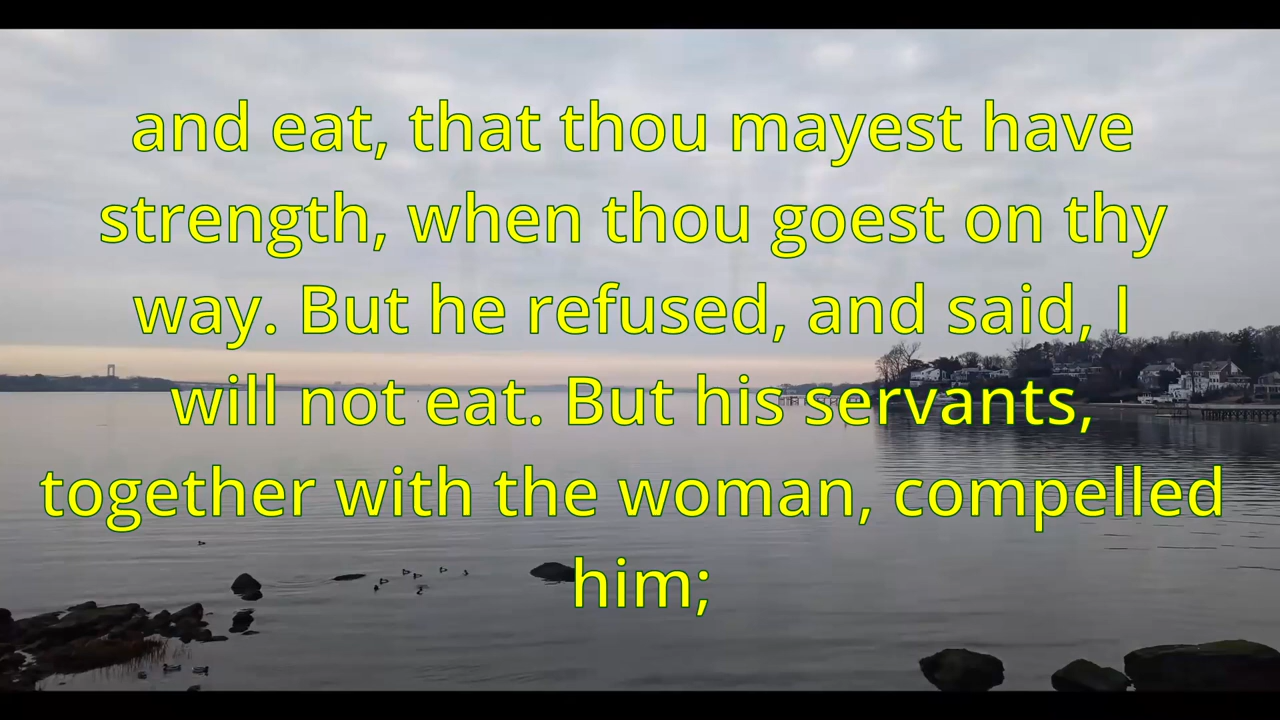 and eat, that thou mayest have
strength, when thou goest on thy
way. But he refused, and said, I
will not eat. But his servants,
together with the woman, compelled
him;